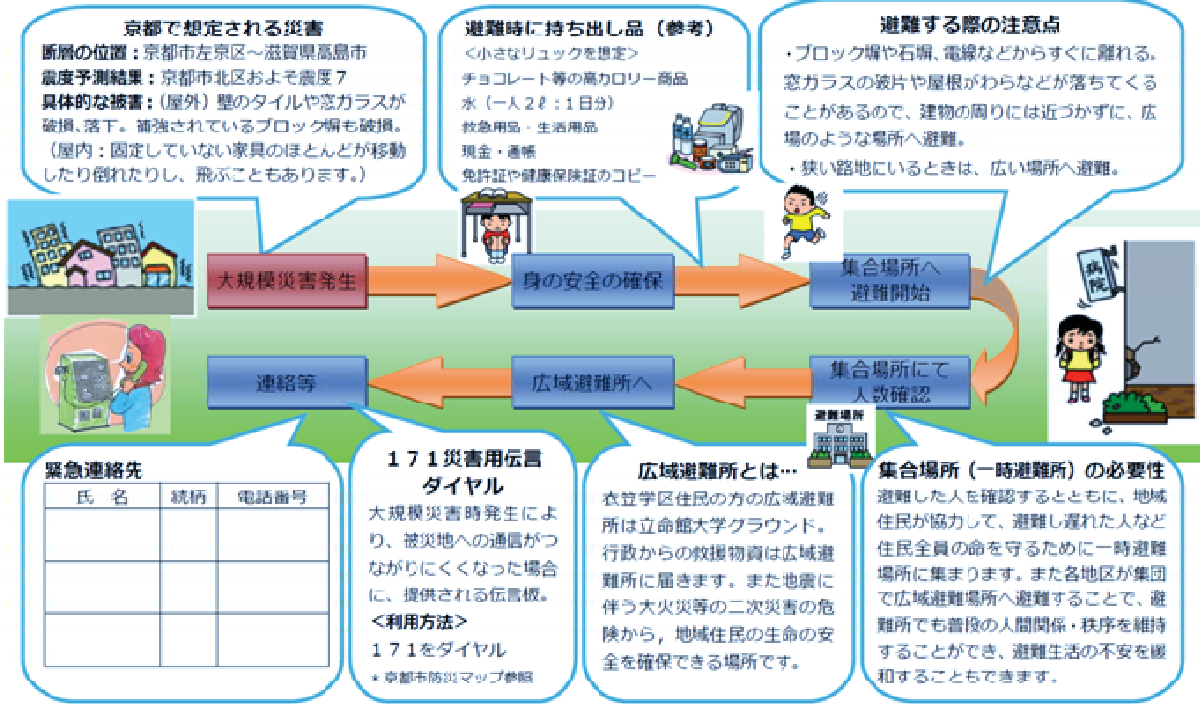 京都で想定される災害
断層の位置：京都市左京区～滋賀県高島市
震度予測結果：京都市北区およそ震度７
具体的な被害：（屋外）壁のタイルや窓ガラスが
破損、落下。補強されているブロック塀も破損。
（屋内：固定していない家具のほとんどが移動
したり倒れたりし、飛ぶこともあります。）
避難時に持ち出し品（参考）
＜小さなリュックを想定＞
チョコレート等の高カロリー商品
水（一人２ℓ：１日分）
救急用品・生活用品
現金・通帳
免許証や健康保険証のコピー
避難する際の注意点
・ブロック塀や石塀、電線などからすぐに離れる。
窓ガラスの破片や屋根がわらなどが落ちてくる
ことがあるので、建物の周りには近づかずに、広
場のような場所へ避難。
・狭い路地にいるときは、広い場所へ避難。
大規模災害発生
身の安全の確保
集合場所へ
避難開始
病院
集合場所にて
人数確認
広域避難所へ
連絡等
避難場所
緊急連絡先
氏　名　続柄　電話番号
１７１災害用伝言
ダイヤル
大規模災害時発生によ
り、被災地への通信がつ
ながりにくくなった場合
に、提供される伝言板。
＜利用方法＞
１７１をダイヤル
＊京都市防災マップ参照
広域避難所とは…
衣笠学区住民の方の広域避難
所は立命館大学グラウンド。
行政からの救援物資は広域避
難所に届きます。また地震に
伴う大火災等の二次災害の危
険から，地域住民の生命の安
全を確保できる場所です。
集合場所（一時避難所）の必要性
避難した人を確認するとともに、地域
住民が協力して、避難し遅れた人など
住民全員の命を守るために一時避難
場所に集まります。また各地区が集団
で広域避難場所へ避難することで、避
難所でも普段の人間関係・秩序を維持
することができ、避難生活の不安を緩
和することもできます。